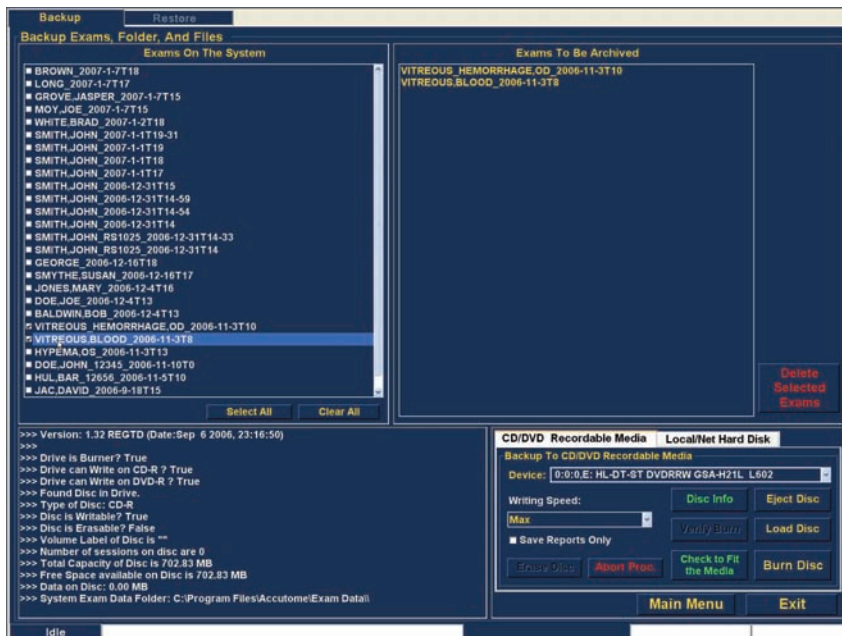 Backup
Restore
Backup Exams, Folder, And Files
Exams On The System
BROWN_2007-1-7T18
LONG_2007-1-7T17
GROVE,JASPER_2007-1-7T15
MOY,JOE_2007-1-7T15
WHITE,BRAD_2007-1-2T18
SMITH,JOHN_2007-1-1T19-31
SMITH,JOHN_2007-1-1T19
SMITH,JOHN_2007-1-1T18
SMITH,JOHN_2007-1-1T17
SMITH,JOHN_2006-12-31T15
SMITH,JOHN_2006-12-31T14-59
SMITH,JOHN_2006-12-31T14-54
SMITH,JOHN_2006-12-31T14
SMITH,JOHN_RS1025_2006-12-31T14-33
SMITH,JOHN_RS1025_2006-12-31T14
GEORGE_2006-12-16T18
SMYTHE,SUSAN_2006-12-16T17
JONES,MARY_2006-12-4T16
DOE,JOE_2006-12-4T13
BALDWIN,BOB_2006-12-4T13
VITREOUS_HEMORRHAGE,OD_2006-11-3T10
VITREOUS,BLOOD_2006-11-3T8
HYPEMA,OS_2006-11-3T13
DOE,JOHN_12345_2006-11-10T0
HUL,BAR_12656_2006-11-5T10
JAC,DAVID_2006-9-18T15
Select All
Clear All
Exams To Be Archived
VITREOUS_HEMORRHAGE,OD_2006-11-3T10
VITREOUS,BLOOD_2006-11-3T8
Delete
Selected
Exams
>>> Version: 1.32 REGTD (Date:Sep 6 2006, 23:16:50)
>>>
>>> Drive is Burner? True
>>> Drive can Write on CD-R ? True
>>> Drive can Write on DVD-R ? True
>>> Found Disc in Drive.
>>> Type of Disc: CD-R
>>> Disc is Writable? True
>>> Disc is Erasable? False
>>> Volume Label of Disc is ""
>>> Number of sessions on disc are 0
>>> Total Capacity of Disc is 702.83 MB
>>> Free Space available on Disc is 702.83 MB
>>> Data on Disc: 0.00 MB
>>> System Exam Data Folder: C:\Program Files\Accutome\Exam Data\\
CD/DVD Recordable Media
Local/Net Hard Disk
Backup To CD/DVD Recordable Media
Device: 0:0:0,E: HL-DT-ST DVDRRW GSA-H21L L602
Writing Speed:
Max
Save Reports Only
Disc Info
Eject Disc
Verify Burn
Load Disc
Erase Disc
Abort Proc.
Check to Fit
the Media
Burn Disc
Main Menu
Exit
Idle